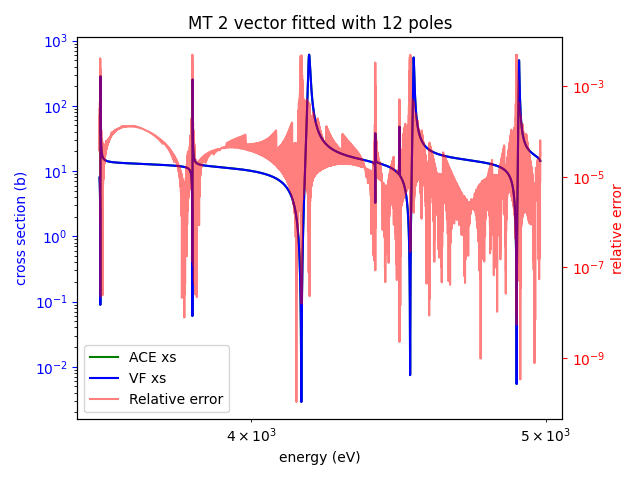 MT 2 vector fitted with 12 poles
cross section (b)
10³
10²
10¹
10⁰
10⁻¹
10⁻²
10⁻³
10⁻⁵
10⁻⁷
10⁻⁹
relative error
ACE xs
VF xs
Relative error
4 × 10³
5 × 10³
energy (eV)